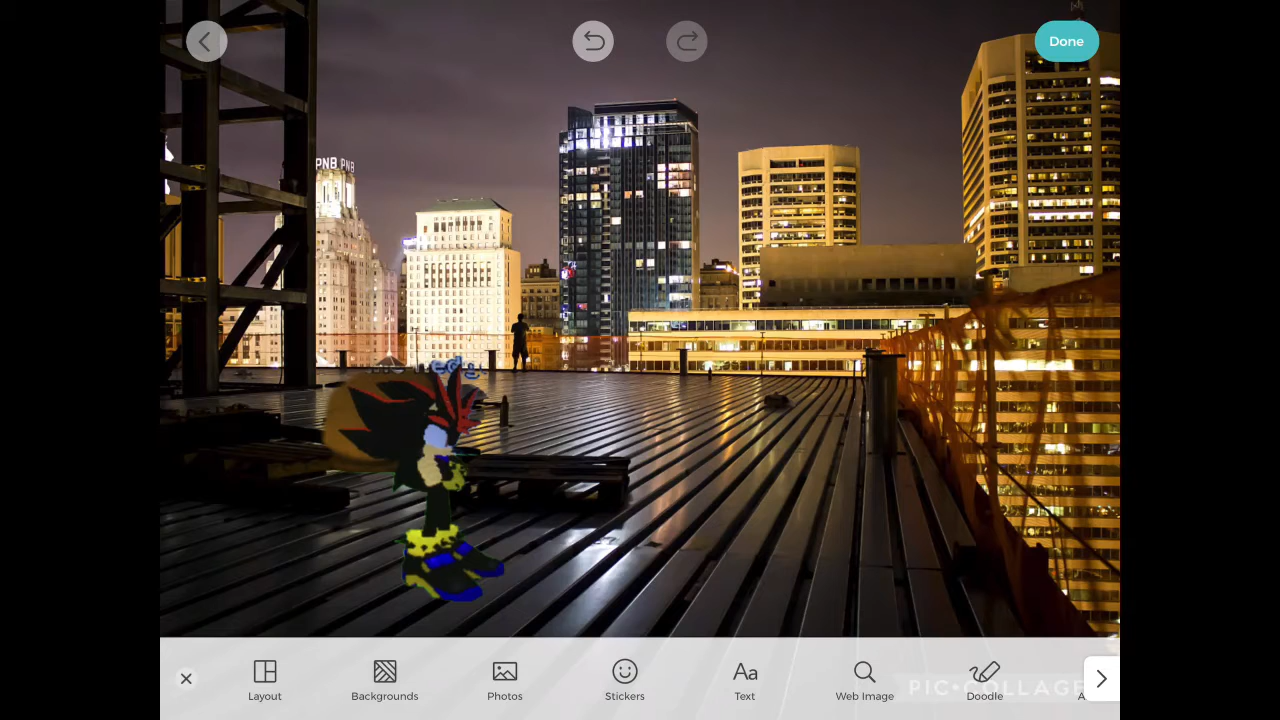 Done
PNB PNB
Layout
Backgrounds
Photos
Stickers
Aa
Text
Web Image
Doodle
A
PIC•COLLAGE